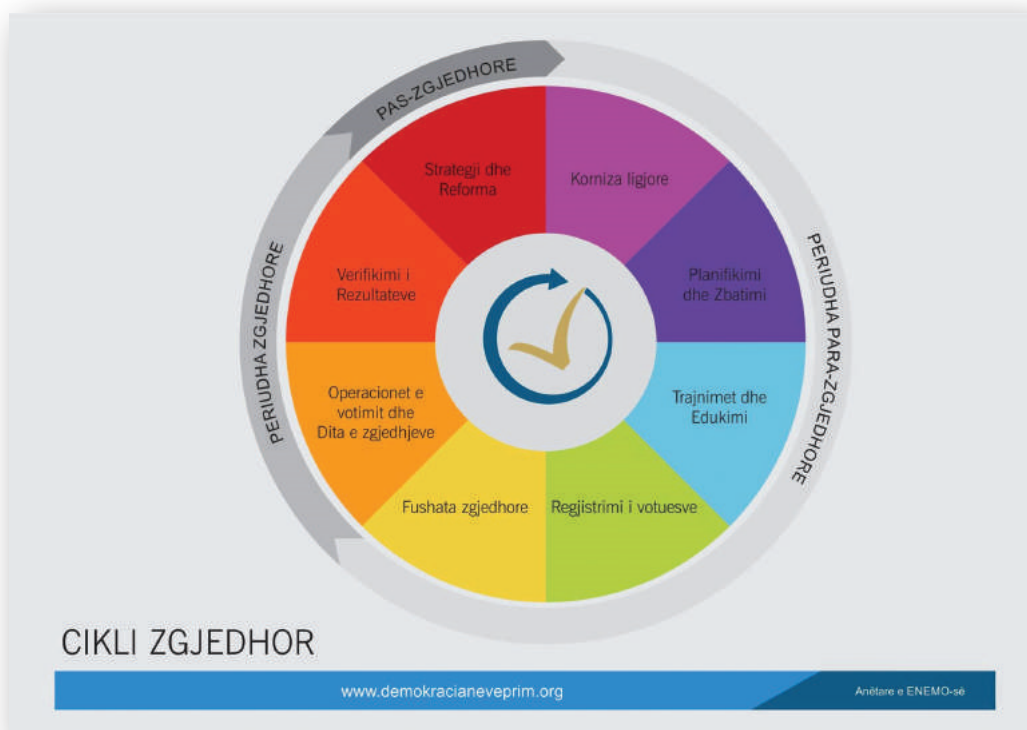 PAS-ZGJEDHORE
Strategji dhe
Reforma
Korniza ligjore
Verifikimi i
Rezultateve
Planifikimi
dhe Zbatimi
PERIUDHA ZGJEDHORE
PERIUDHA PARA-ZGJEDHORE
Operacionet e
votimit dhe
Dita e zgjedhjeve
Trajnimet dhe
Edukimi
Fushata zgjedhore
Regjistrimi i votuesve
CIKLI ZGJEDHOR
www.demokracianeveprim.org
Anëtare e ENEMO-së